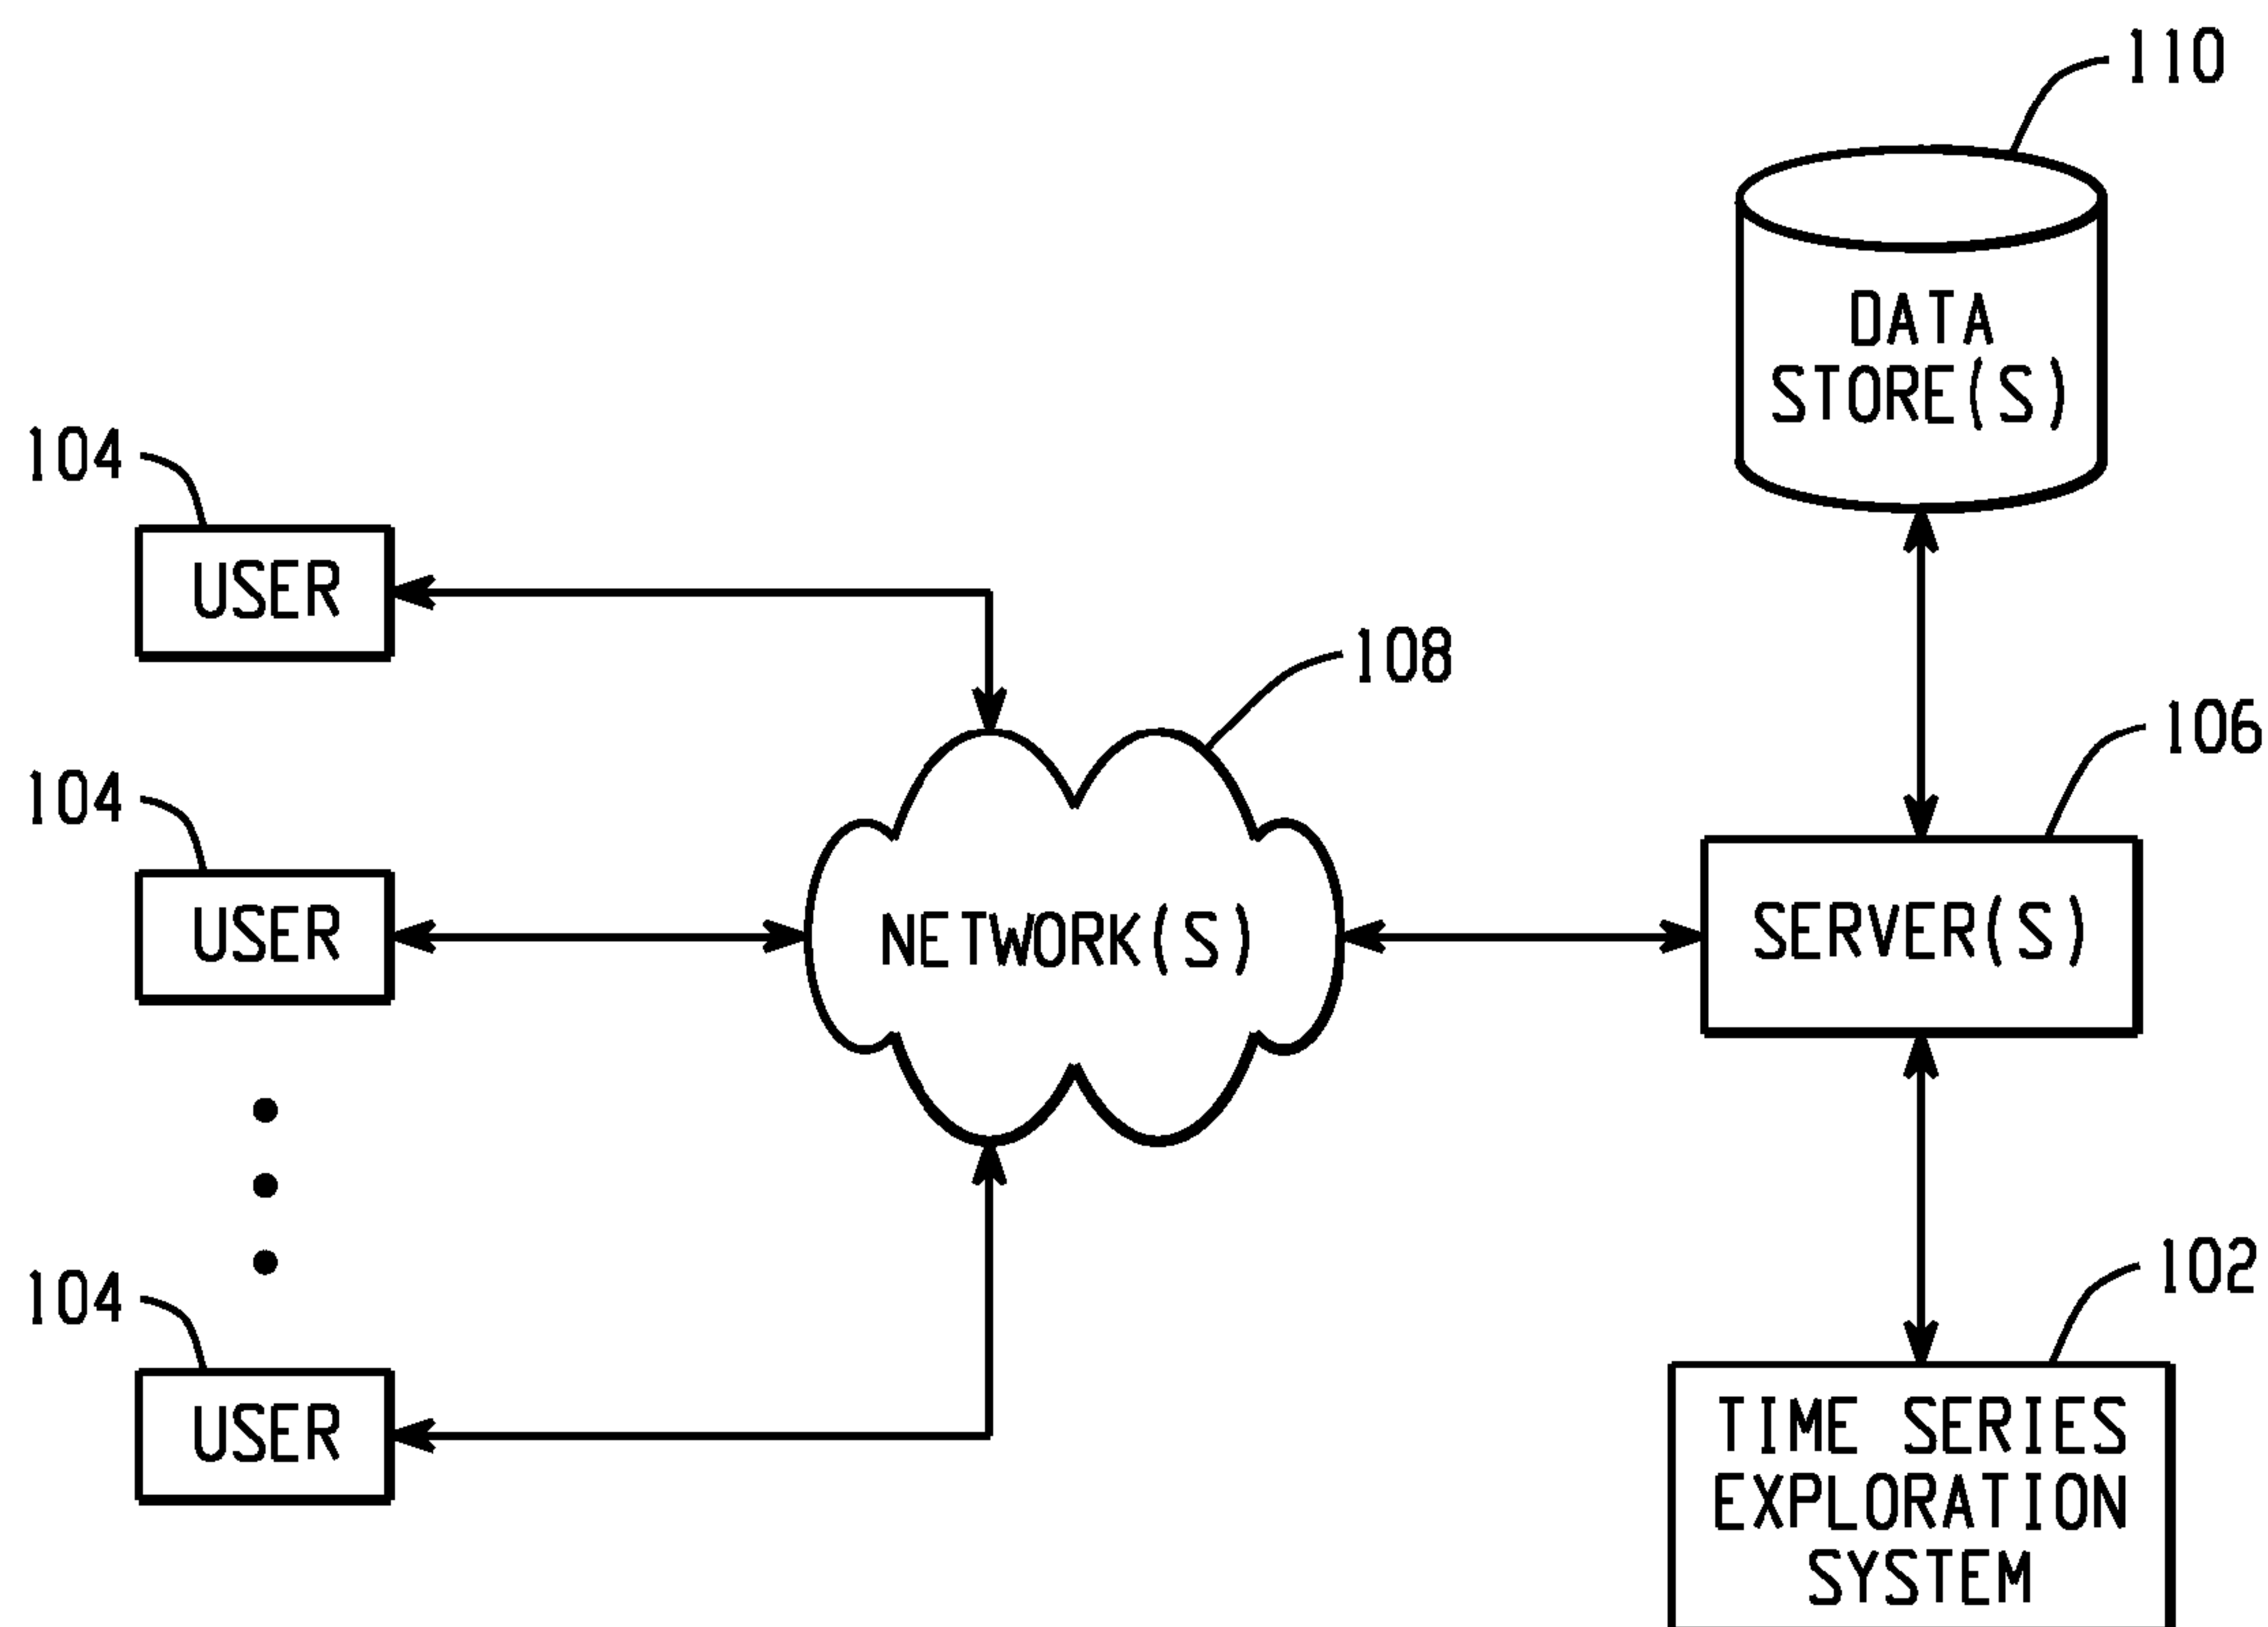 110
DATA
STORE(S)
104
USER
108
106
104
USER
NETWORK(S)
SERVER(S)
102
104
USER
TIME SERIES
EXPLORATION
SYSTEM